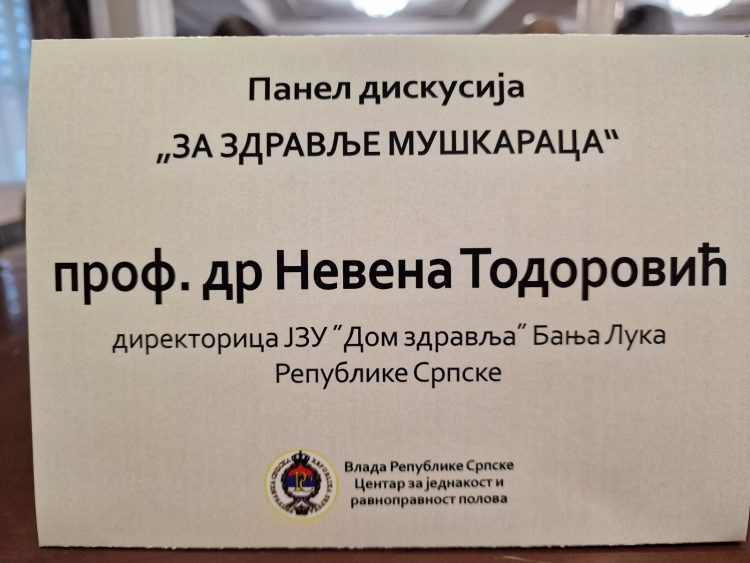 Панел дискусија
„ЗА ЗДРАВЉЕ МУШКАРАЦА“
проф. др Невена Тодоровић
директорица ЈЗУ ˝Дом здравља˝ Бања Лука
Републике Српске
Влада Републике Српске
Центар за једнакост и
равноправност полова